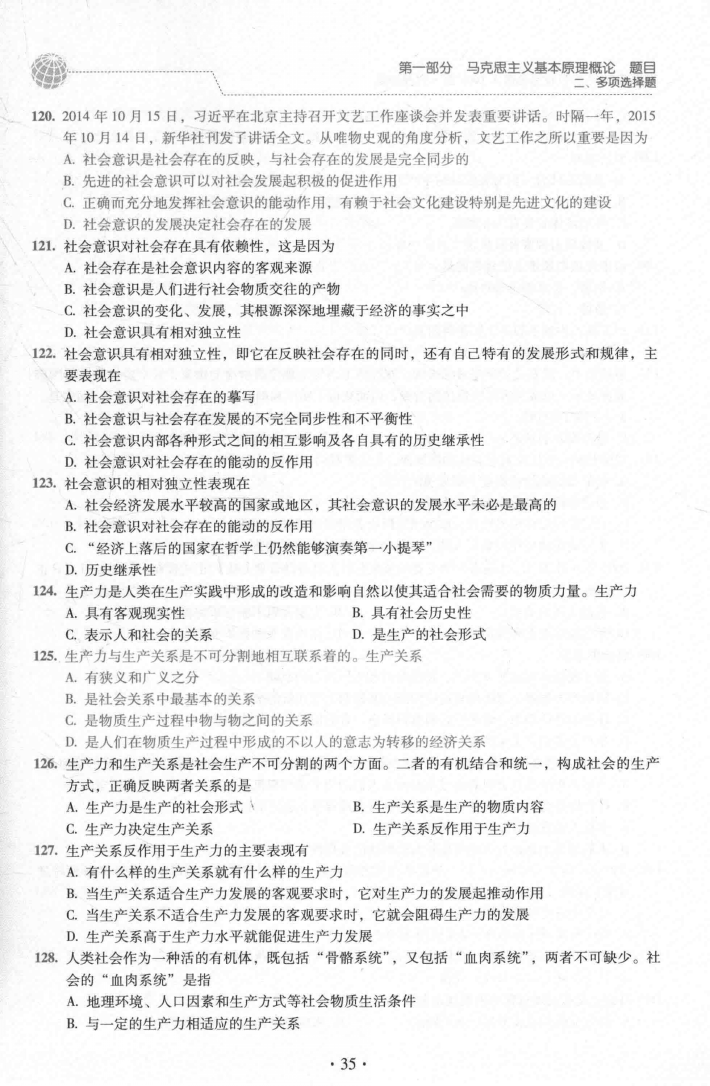 第一部分 马克思主义基本原理概论 题目
二、多项选择题
120. 2014 年 10 月 15 日，习近平在北京主持召开文艺工作座谈会并发表重要讲话。时隔一年，2015
年 10 月 14 日，新华社刊发了讲话全文。从唯物史观的角度分析，文艺工作之所以重要是因为
A. 社会意识是社会存在的反映，与社会存在的发展是完全同步的
B. 先进的社会意识可以对社会发展起积极的促进作用
C. 正确而充分地发挥社会意识的能动作用，有赖于社会文化建设特别是先进文化的建设
D. 社会意识的发展决定社会存在的发展
121. 社会意识对社会存在具有依赖性，这是因为
A. 社会存在是社会意识内容的客观来源
B. 社会意识是人们进行社会物质交往的产物
C. 社会意识的变化、发展，其根源深深地埋藏于经济的事实之中
D. 社会意识具有相对独立性
122. 社会意识具有相对独立性，即它在反映社会存在的同时，还有自己特有的发展形式和规律，主
要表现在
A. 社会意识对社会存在的摹写
B. 社会意识与社会存在发展的不完全同步性和不平衡性
C. 社会意识内部各种形式之间的相互影响及各自具有的历史继承性
D. 社会意识对社会存在的能动的反作用
123. 社会意识的相对独立性表现在
A. 社会经济发展水平较高的国家或地区，其社会意识的发展水平未必是最高的
B. 社会意识对社会存在的能动的反作用
C. “经济上落后的国家在哲学上仍然能够演奏第一小提琴”
D. 历史继承性
124. 生产力是人类在生产实践中形成的改造和影响自然以使其适合社会需要的物质力量。生产力
A. 具有客观现实性 B. 具有社会历史性
C. 表示人和社会的关系 D. 是生产的社会形式
125. 生产力与生产关系是不可分割地相互联系着的。生产关系
A. 有狭义和广义之分
B. 是社会关系中最基本的关系
C. 是物质生产过程中物与物之间的关系
D. 是人们在物质生产过程中形成的不以人的意志为转移的经济关系
126. 生产力和生产关系是社会生产不可分割的两个方面。二者的有机结合和统一，构成社会的生产
方式，正确反映两者关系的是
A. 生产力是生产的社会形式 B. 生产关系是生产的物质内容
C. 生产力决定生产关系 D. 生产关系反作用于生产力
127. 生产关系反作用于生产力的主要表现有
A. 有什么样的生产关系就有什么样的生产力
B. 当生产关系适合生产力发展的客观要求时，它对生产力的发展起推动作用
C. 当生产关系不适合生产力发展的客观要求时，它就会阻碍生产力的发展
D. 生产关系高于生产力水平就能促进生产力发展
128. 人类社会作为一种活的有机体，既包括“骨骼系统”，又包括“血肉系统”，两者不可缺少。社
会的“血肉系统”是指
A. 地理环境、人口因素和生产方式等社会物质生活条件
B. 与一定的生产力相适应的生产关系
· 35 ·